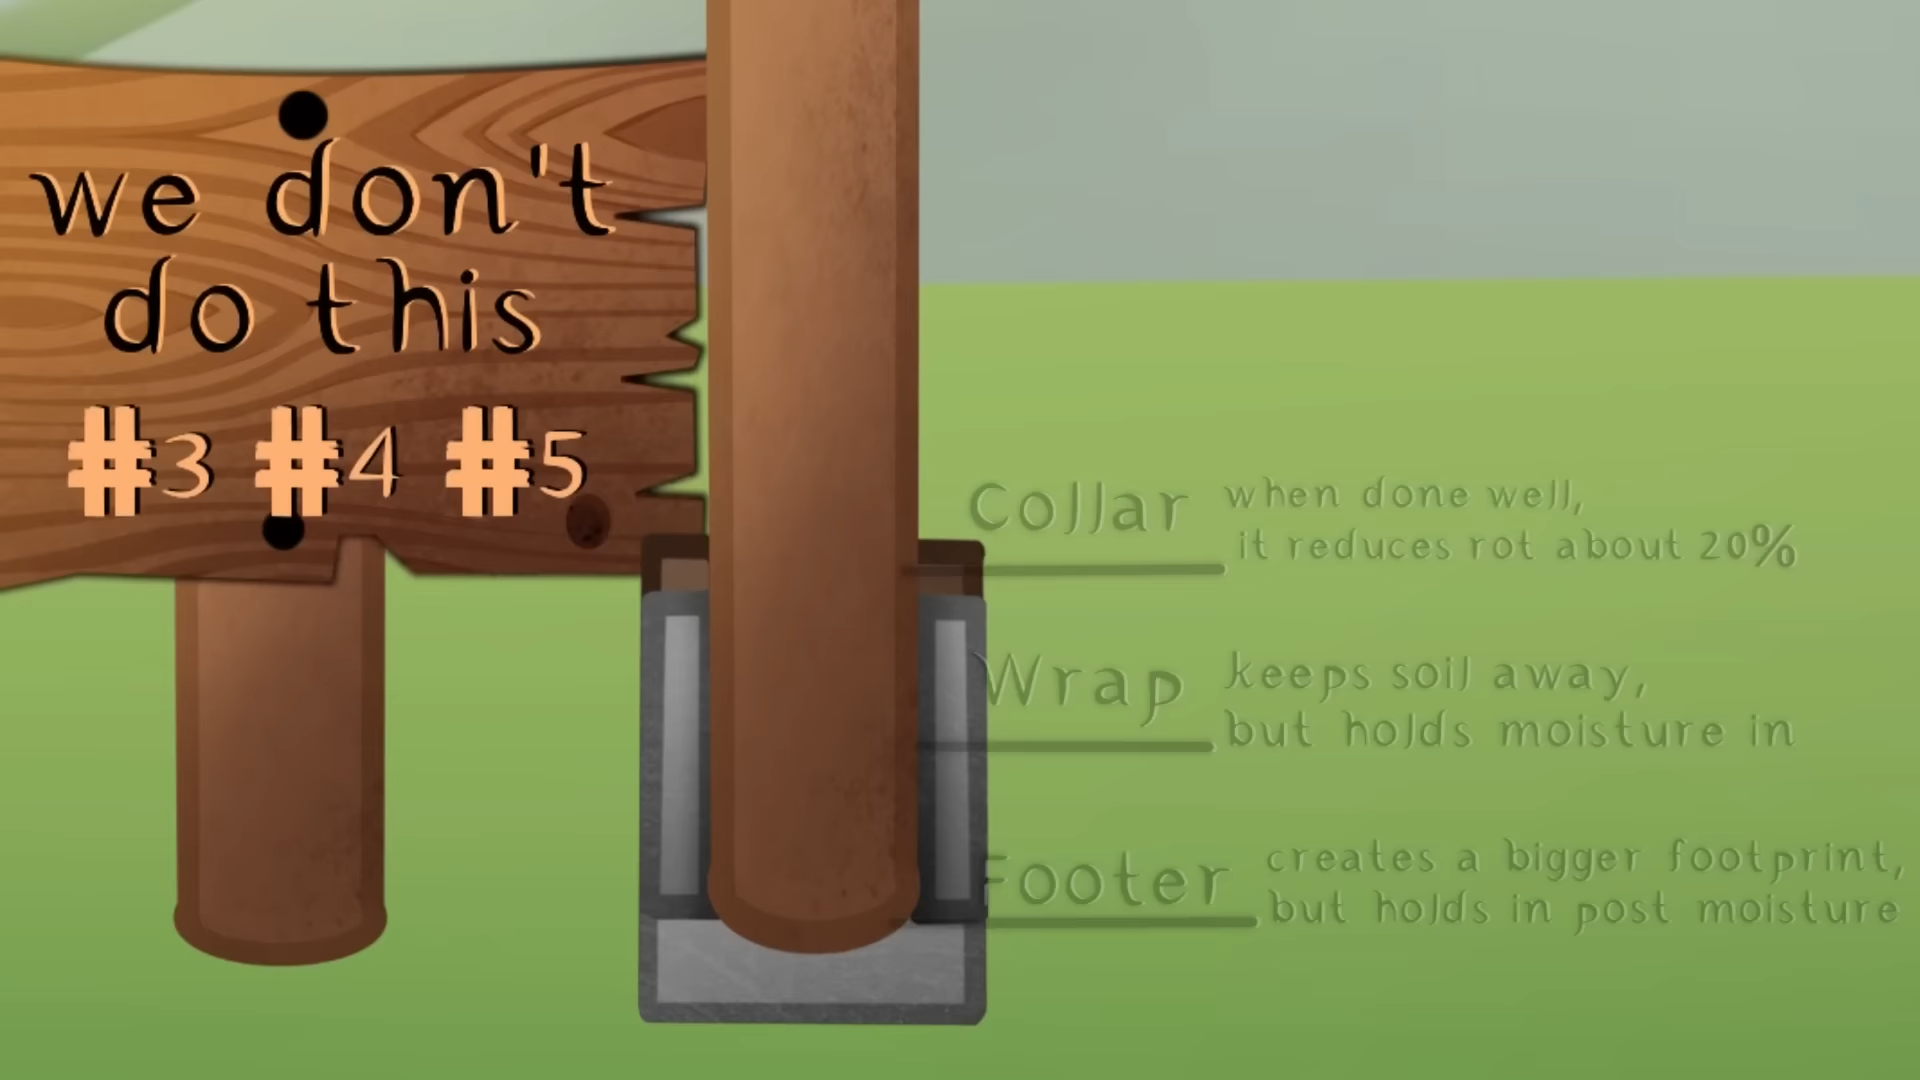 we don't
do this
#3 #4 #5
Collar
when done well,
it reduces rot about 20%
Wrap
keeps soil away,
but holds moisture in
Footer
creates a bigger footprint,
but holds in post moisture